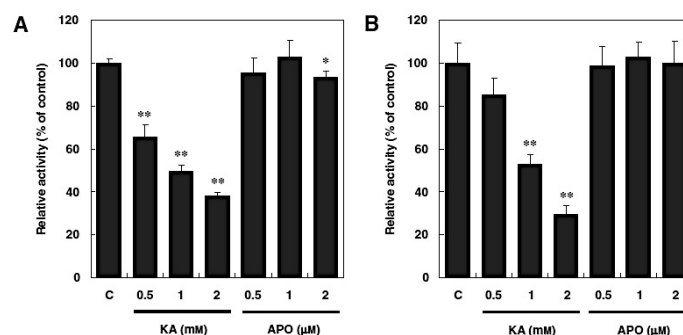 A
Relative activity (% of control)
120
100
80
60
40
20
0
**
**
**
*
C 0.5 1 2 0.5 1 2
KA (mM) APO (μM)
B
Relative activity (% of control)
120
100
80
60
40
20
0
**
**
C 0.5 1 2 0.5 1 2
KA (mM) APO (μM)